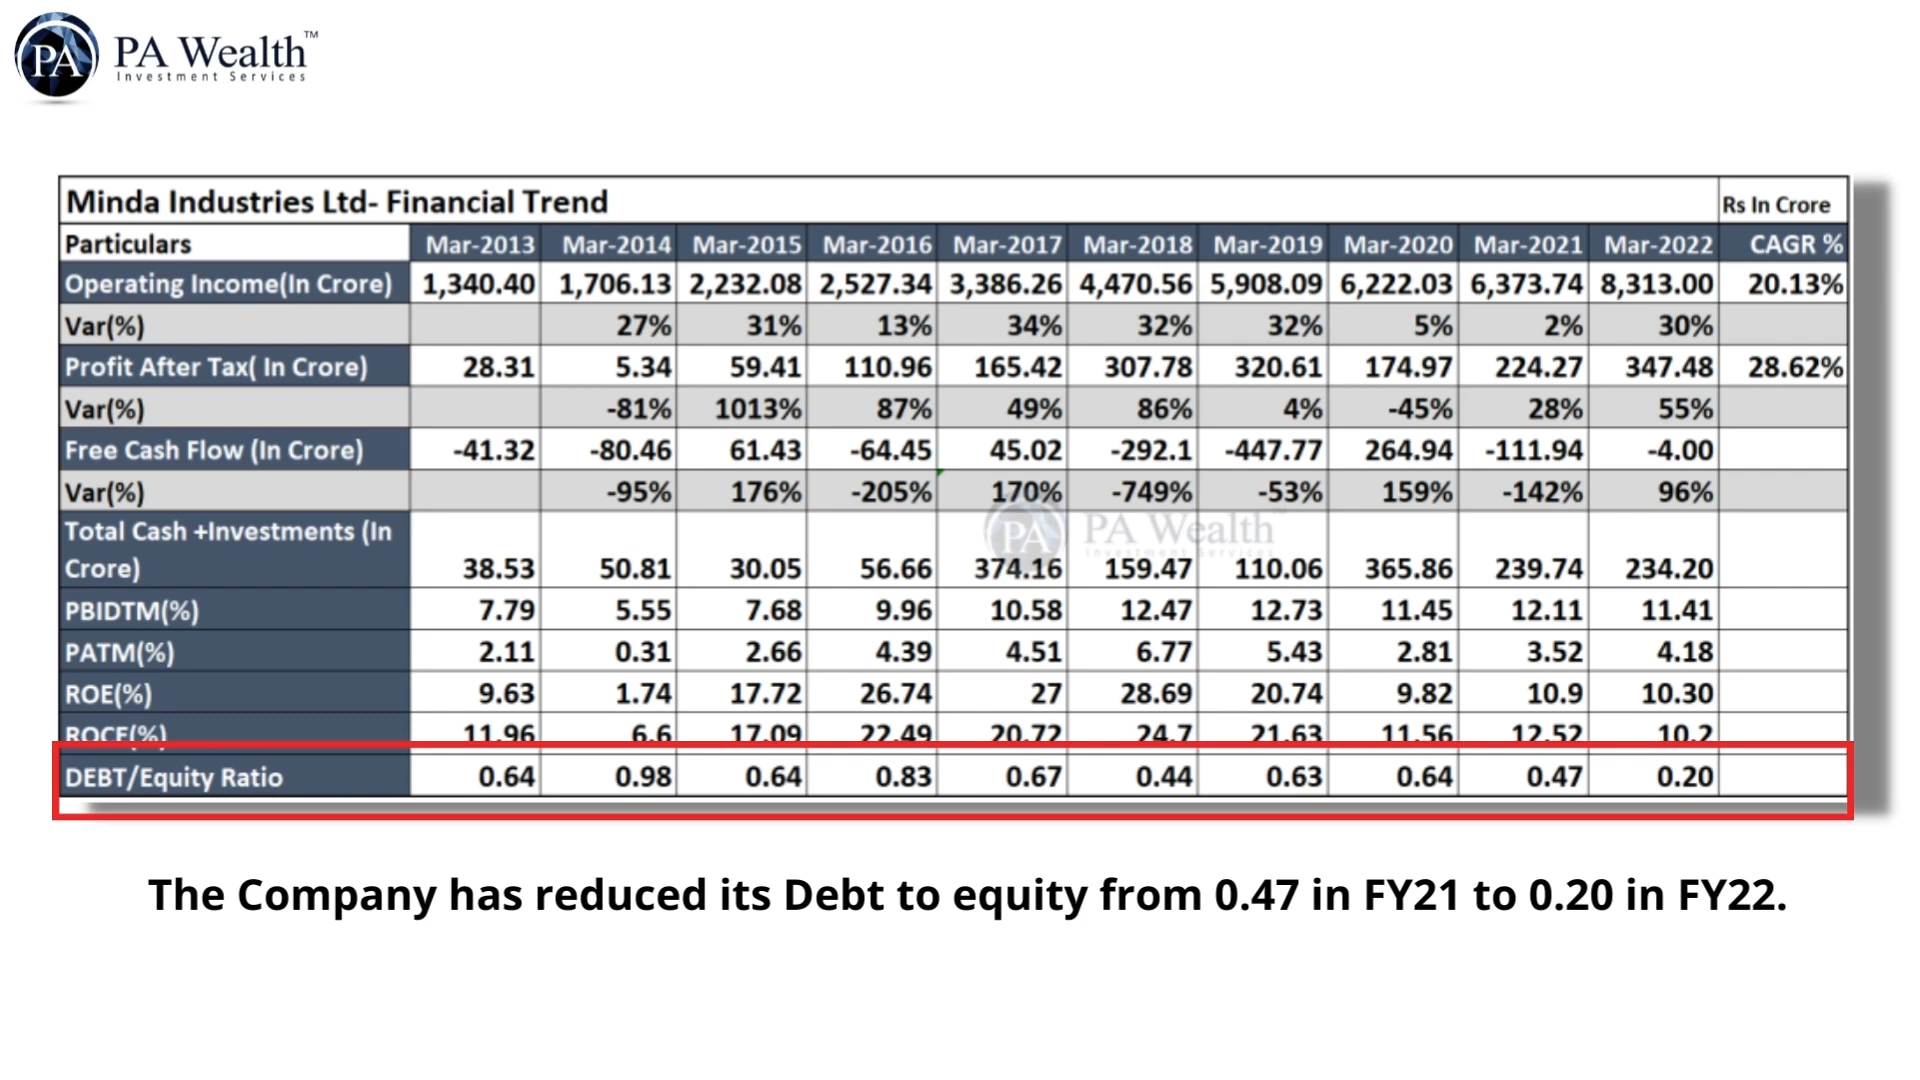 PA PA Wealth™
Investment Services
Minda Industries Ltd- Financial Trend Rs In Crore
Particulars Mar-2013 Mar-2014 Mar-2015 Mar-2016 Mar-2017 Mar-2018 Mar-2019 Mar-2020 Mar-2021 Mar-2022 CAGR %
Operating Income(In Crore) 1,340.40 1,706.13 2,232.08 2,527.34 3,386.26 4,470.56 5,908.09 6,222.03 6,373.74 8,313.00 20.13%
Var(%) 27% 31% 13% 34% 32% 32% 5% 2% 30%
Profit After Tax( In Crore) 28.31 5.34 59.41 110.96 165.42 307.78 320.61 174.97 224.27 347.48 28.62%
Var(%) -81% 1013% 87% 49% 86% 4% -45% 28% 55%
Free Cash Flow (In Crore) -41.32 -80.46 61.43 -64.45 45.02 -292.1 -447.77 264.94 -111.94 -4.00
Var(%) -95% 176% -205% 170% -749% -53% 159% -142% 96%
PA PA Wealth
Investment Services
Total Cash +Investments (In
Crore) 38.53 50.81 30.05 56.66 374.16 159.47 110.06 365.86 239.74 234.20
PBIDTM(%) 7.79 5.55 7.68 9.96 10.58 12.47 12.73 11.45 12.11 11.41
PATM(%) 2.11 0.31 2.66 4.39 4.51 6.77 5.43 2.81 3.52 4.18
ROE(%) 9.63 1.74 17.72 26.74 27 28.69 20.74 9.82 10.9 10.30
ROCE(%) 11.96 6.6 17.09 22.49 20.72 24.7 21.63 11.56 12.52 10.2
DEBT/Equity Ratio 0.64 0.98 0.64 0.83 0.67 0.44 0.63 0.64 0.47 0.20
The Company has reduced its Debt to equity from 0.47 in FY21 to 0.20 in FY22.